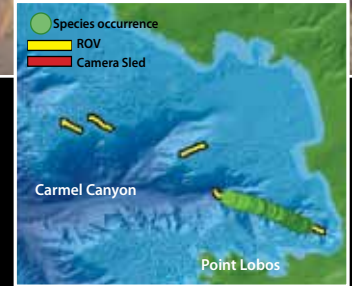 Species occurrence
ROV
Camera Sled
Carmel Canyon
Point Lobos